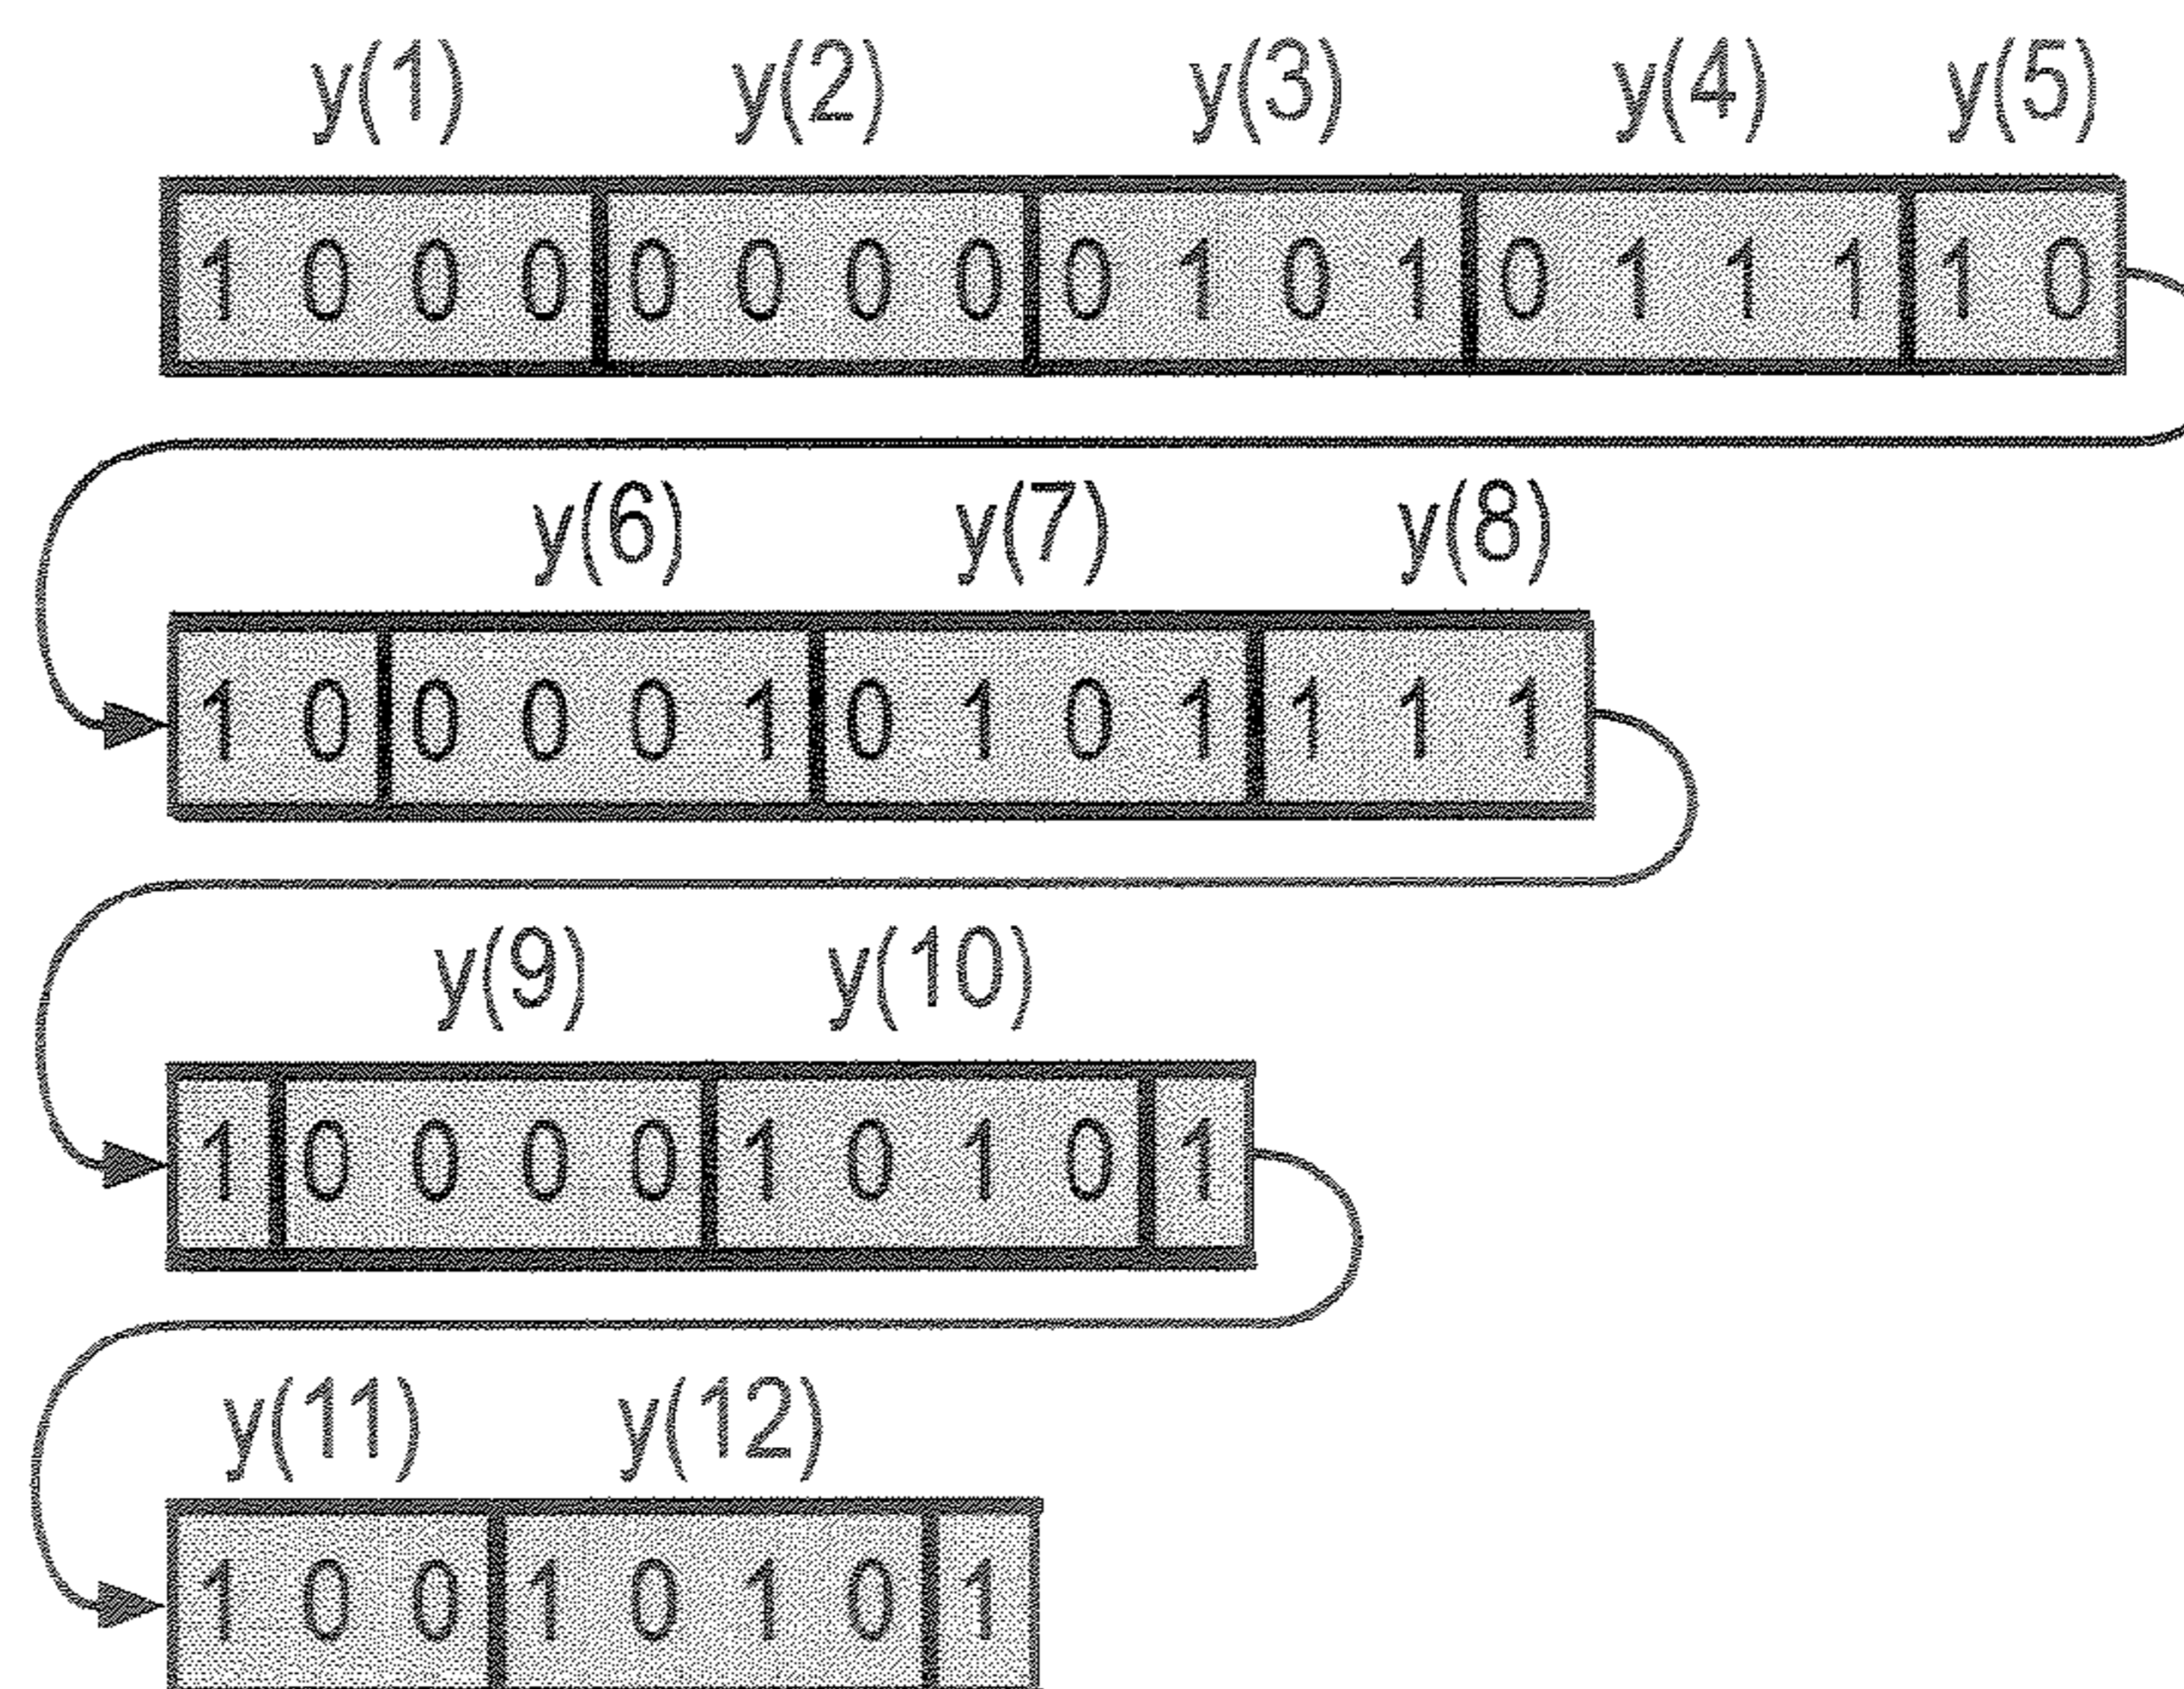 y(1) y(2) y(3) y(4) y(5)
1 0 0 0 0 0 0 0 0 1 0 1 0 1 1 1 1 0
y(6) y(7) y(8)
1 0 0 0 0 1 0 1 0 1 1 1 1
y(9) y(10)
1 0 0 0 0 1 0 1 0 1
y(11) y(12)
1 0 0 1 0 1 0 1